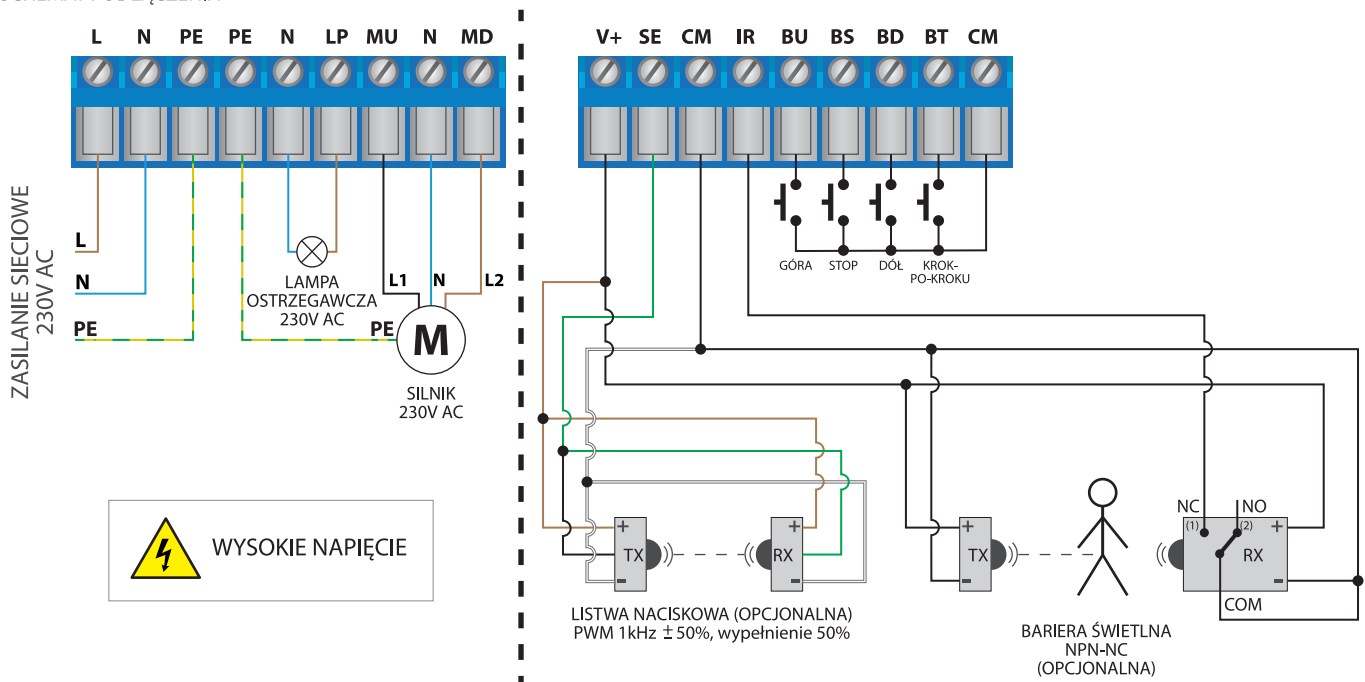 L N PE PE N LP MU N MD
V+ SE CM IR BU BS BD BT CM
ZASILANIE SIECIOWE
230V AC
L
N
PE
LAMPA
OSTRZEGAWCZA
230V AC
L1 N L2
PE
M
SILNIK
230V AC
WYSOKIE NAPIĘCIE
GÓRA STOP DÓŁ KROK-
PO-KROKU
+ TX −
+ RX −
LISTWA NACISKOWA (OPCJONALNA)
PWM 1kHz ±50%, wypełnienie 50%
+ TX −
NC NO
(1) (2) +
RX
−
COM
BARIERA ŚWIETLNA
NPN-NC
(OPCJONALNA)